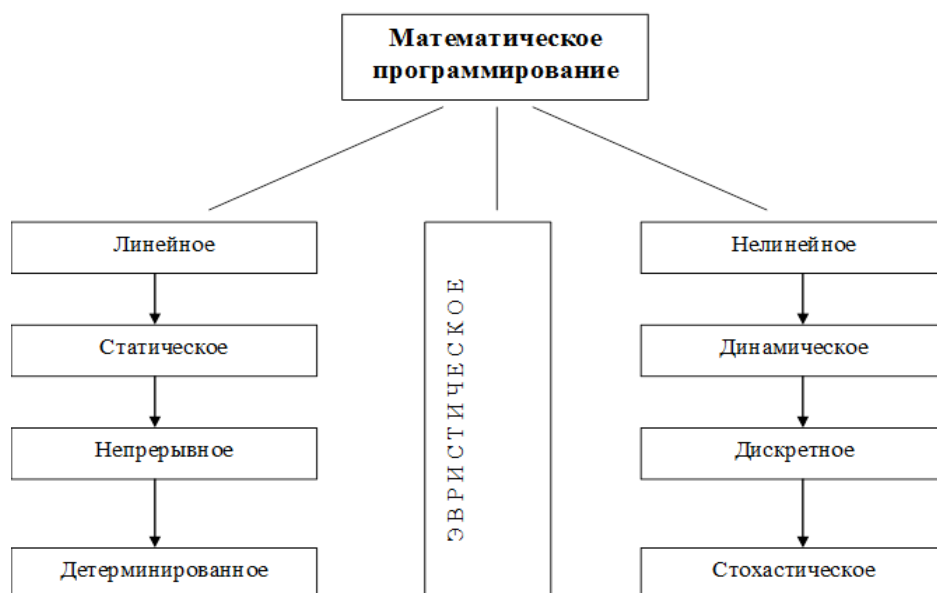 Математическое
программирование
Линейное
Нелинейное
Статическое
Динамическое
ЭВРИСТИЧЕСКОЕ
Непрерывное
Дискретное
Детерминированное
Стохастическое